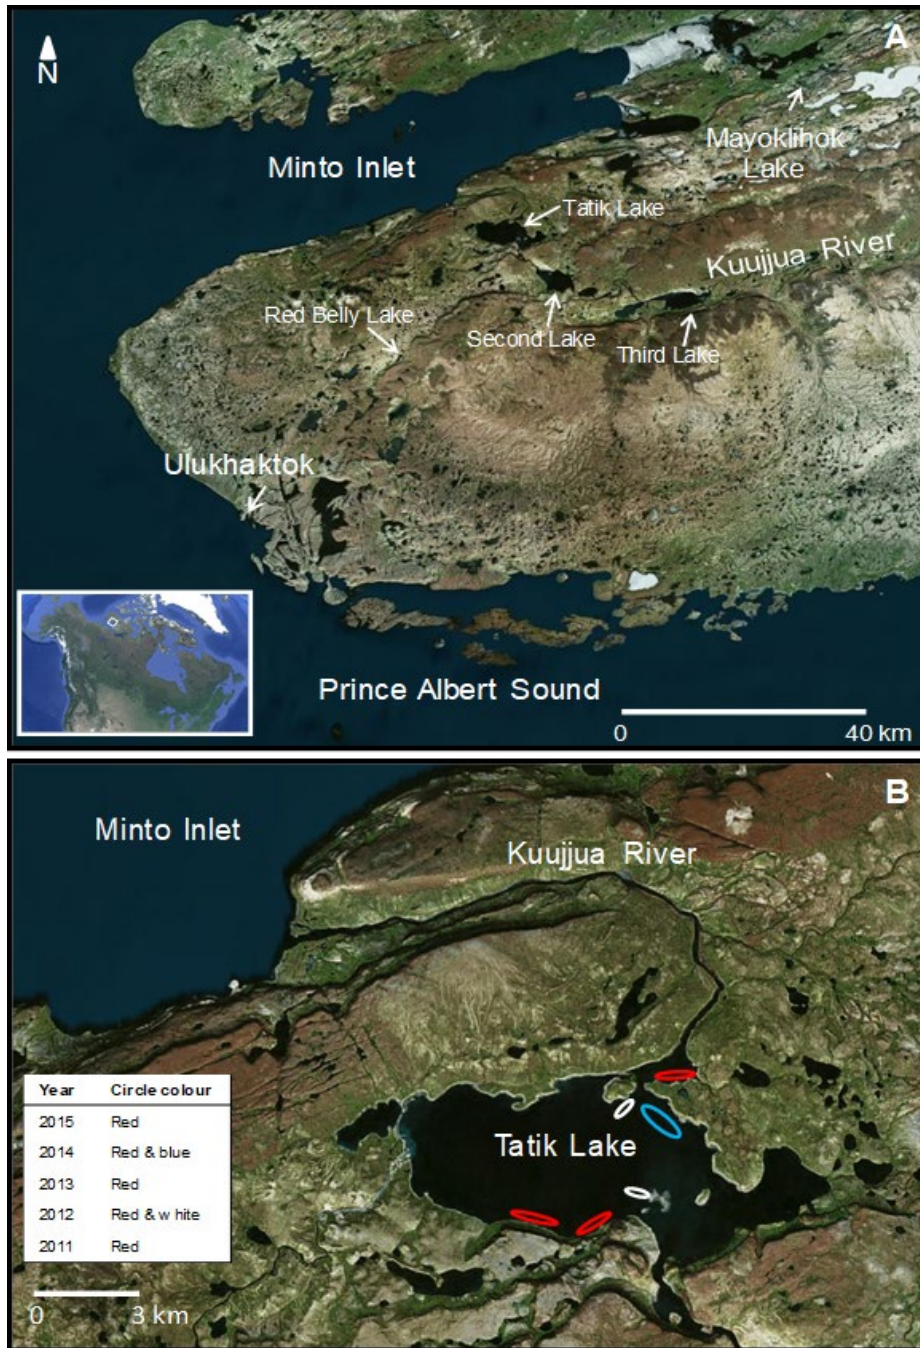 A
N
Mayoklihok
Lake
Minto Inlet
Tatik Lake
Kuujjua River
Red Belly Lake
Second Lake
Third Lake
Ulukhaktok
Prince Albert Sound
0 40 km
B
Minto Inlet
Kuujjua River
Tatik Lake
Year Circle colour
2015 Red
2014 Red & blue
2013 Red
2012 Red & white
2011 Red
0 3 km